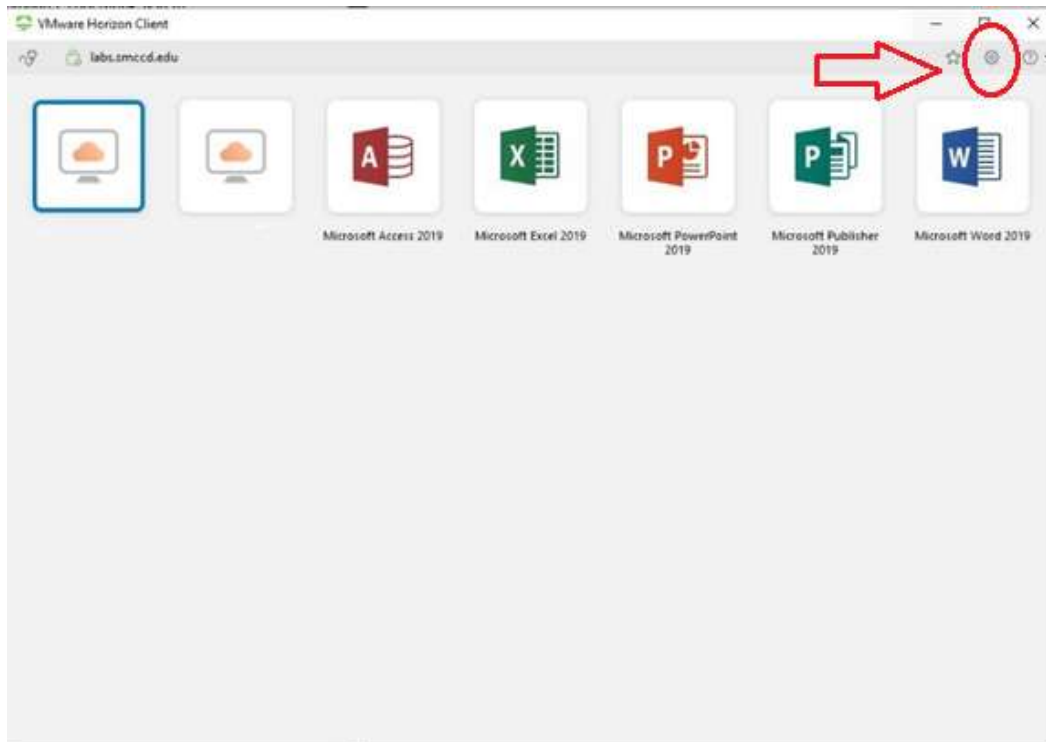 VMware Horizon Client
labs.smccd.edu
A
X
P
P
W
Microsoft Access 2019
Microsoft Excel 2019
Microsoft PowerPoint
2019
Microsoft Publisher
2019
Microsoft Word 2019